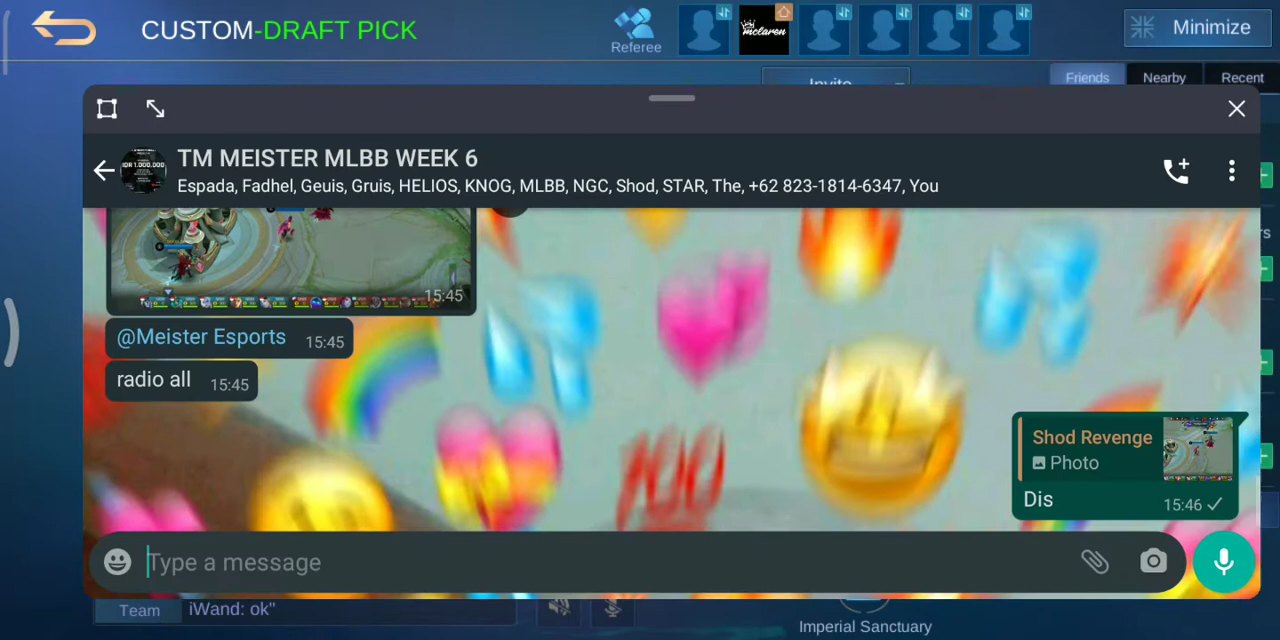 CUSTOM-DRAFT PICK
Referee
mclaren
Minimize
Friends
Nearby
Recent
TM MEISTER MLBB WEEK 6
IDR 1.000.000
Espada, Fadhel, Geuis, Gruis, HELIOS, KNOG, MLBB, NGC, Shod, STAR, The, +62 823-1814-6347, You
15:45
@Meister Esports 15:45
radio all 15:45
Shod Revenge
Photo
Dis
15:46
Type a message
Team
iWand: ok"
Imperial Sanctuary